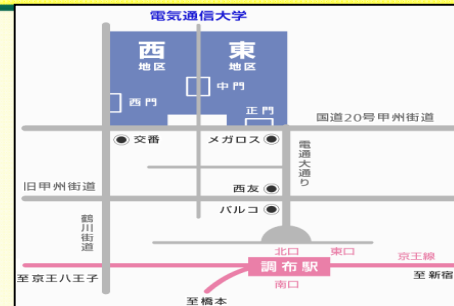 電気通信大学
西 東
地区 地区
中門
西門
正門
国道20号甲州街道
交番
メガロス
電通大通り
旧甲州街道
西友
パルコ
鶴川街道
北口 東口
京王線
調布駅
至京王八王子
至新宿
南口
至橋本